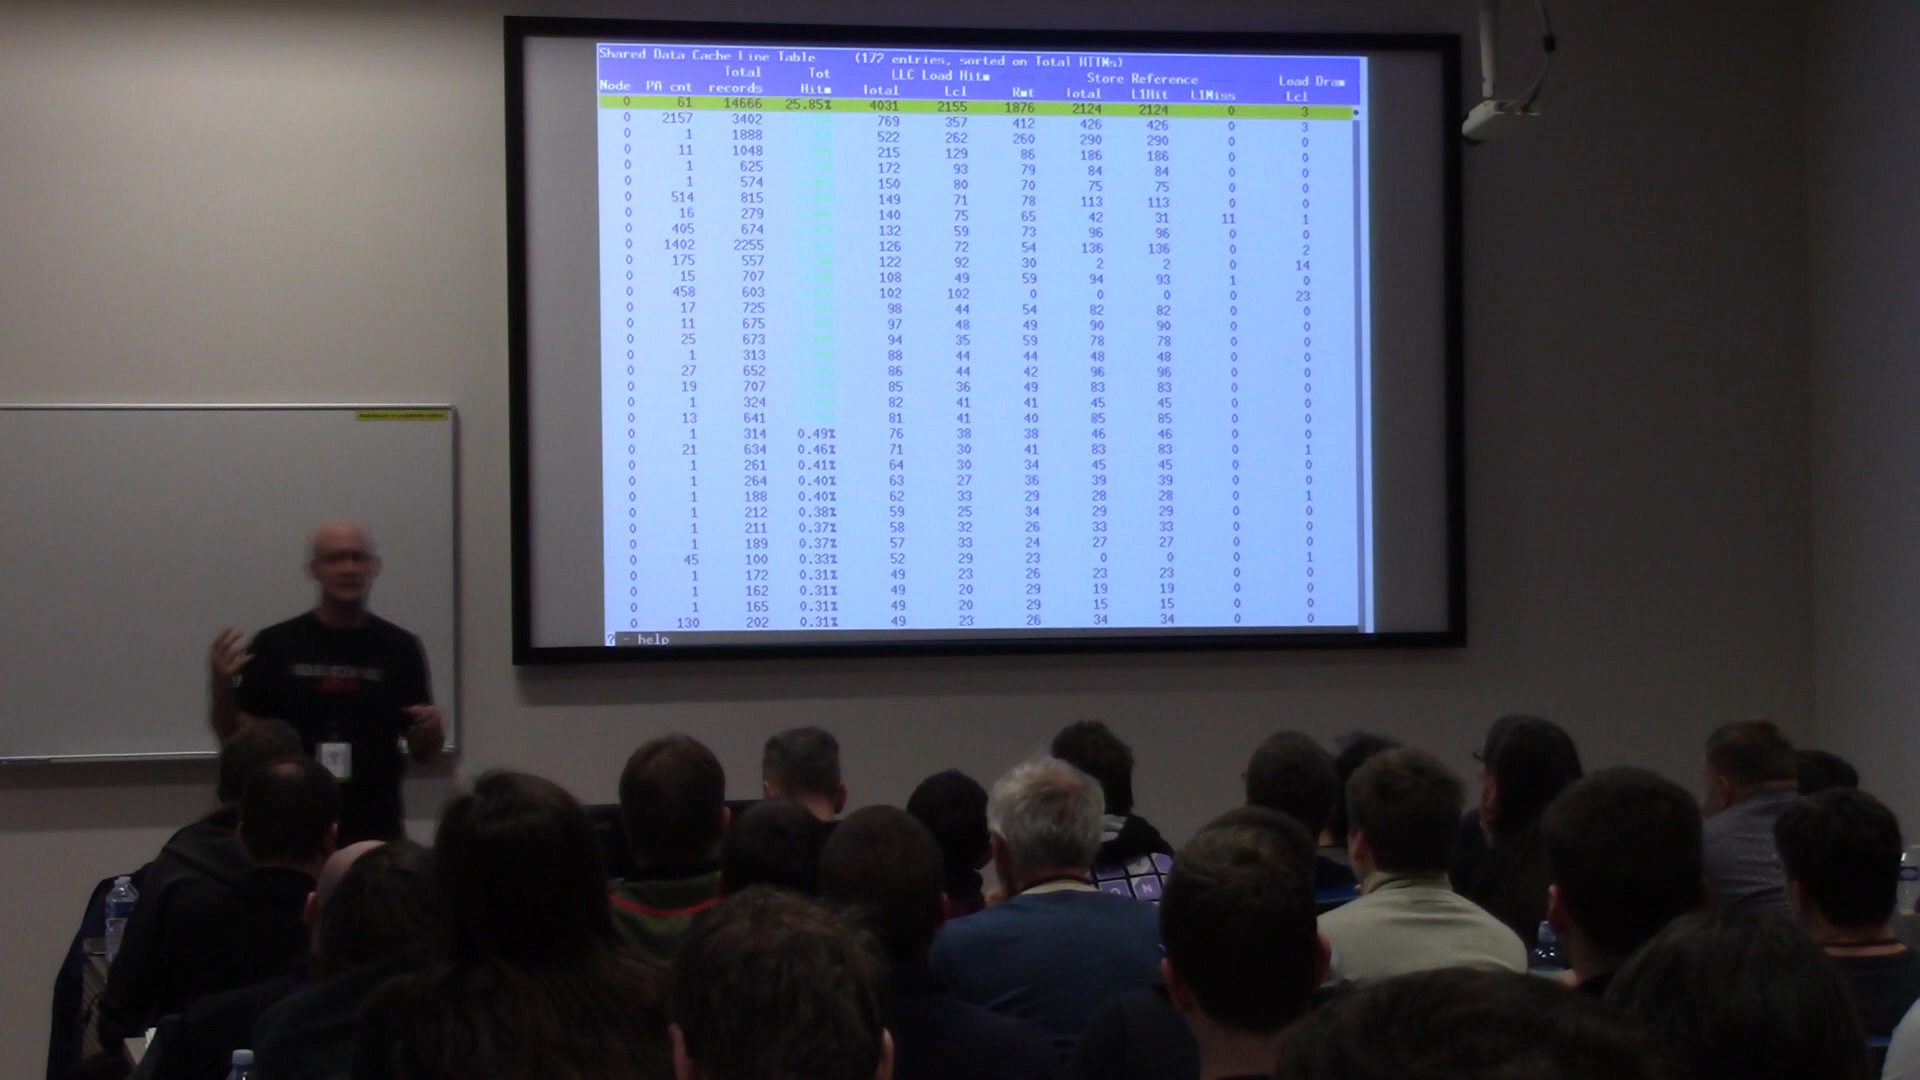 Shared Data Cache Line Table (172 entries, sorted on Total HITMs)
Total Tot LLC Load Hitm Store Reference Load Dram
Node PA cnt records Hitm Total Lcl Rmt Total L1Hit L1Miss Lcl
0 61 14666 25.85% 4031 2155 1876 2124 2124 0 3
0 2157 3402 769 357 412 426 426 0 3
0 1 1888 522 262 260 290 290 0 0
0 11 1048 215 129 86 186 186 0 0
0 1 625 172 93 79 84 84 0 0
0 1 574 150 80 70 75 75 0 0
0 514 815 149 71 78 113 113 0 0
0 16 279 140 75 65 42 31 11 1
0 405 674 132 59 73 96 96 0 0
0 1402 2255 126 72 54 136 136 0 2
0 175 557 122 92 30 2 2 0 14
0 15 707 108 49 59 94 93 1 0
0 458 603 102 102 0 0 0 0 23
0 17 725 98 44 54 82 82 0 0
0 11 675 97 48 49 90 90 0 0
0 25 673 94 35 59 78 78 0 0
0 1 313 88 44 44 48 48 0 0
0 27 652 86 44 42 96 96 0 0
0 19 707 85 36 49 83 83 0 0
0 1 324 82 41 41 45 45 0 0
0 13 641 81 41 40 85 85 0 0
0 1 314 0.49% 76 38 38 46 46 0 0
0 21 634 0.46% 71 30 41 83 83 0 1
0 1 261 0.41% 64 30 34 45 45 0 0
0 1 264 0.40% 63 27 36 39 39 0 0
0 1 188 0.40% 62 33 29 28 28 0 1
0 1 212 0.38% 59 25 34 29 29 0 0
0 1 211 0.37% 58 32 26 33 33 0 0
0 1 189 0.37% 57 33 24 27 27 0 0
0 45 100 0.33% 52 29 23 0 0 0 1
0 1 172 0.31% 49 23 26 23 23 0 0
0 1 162 0.31% 49 20 29 19 19 0 0
0 1 165 0.31% 49 20 29 15 15 0 0
0 130 202 0.31% 49 23 26 34 34 0 0
? - help